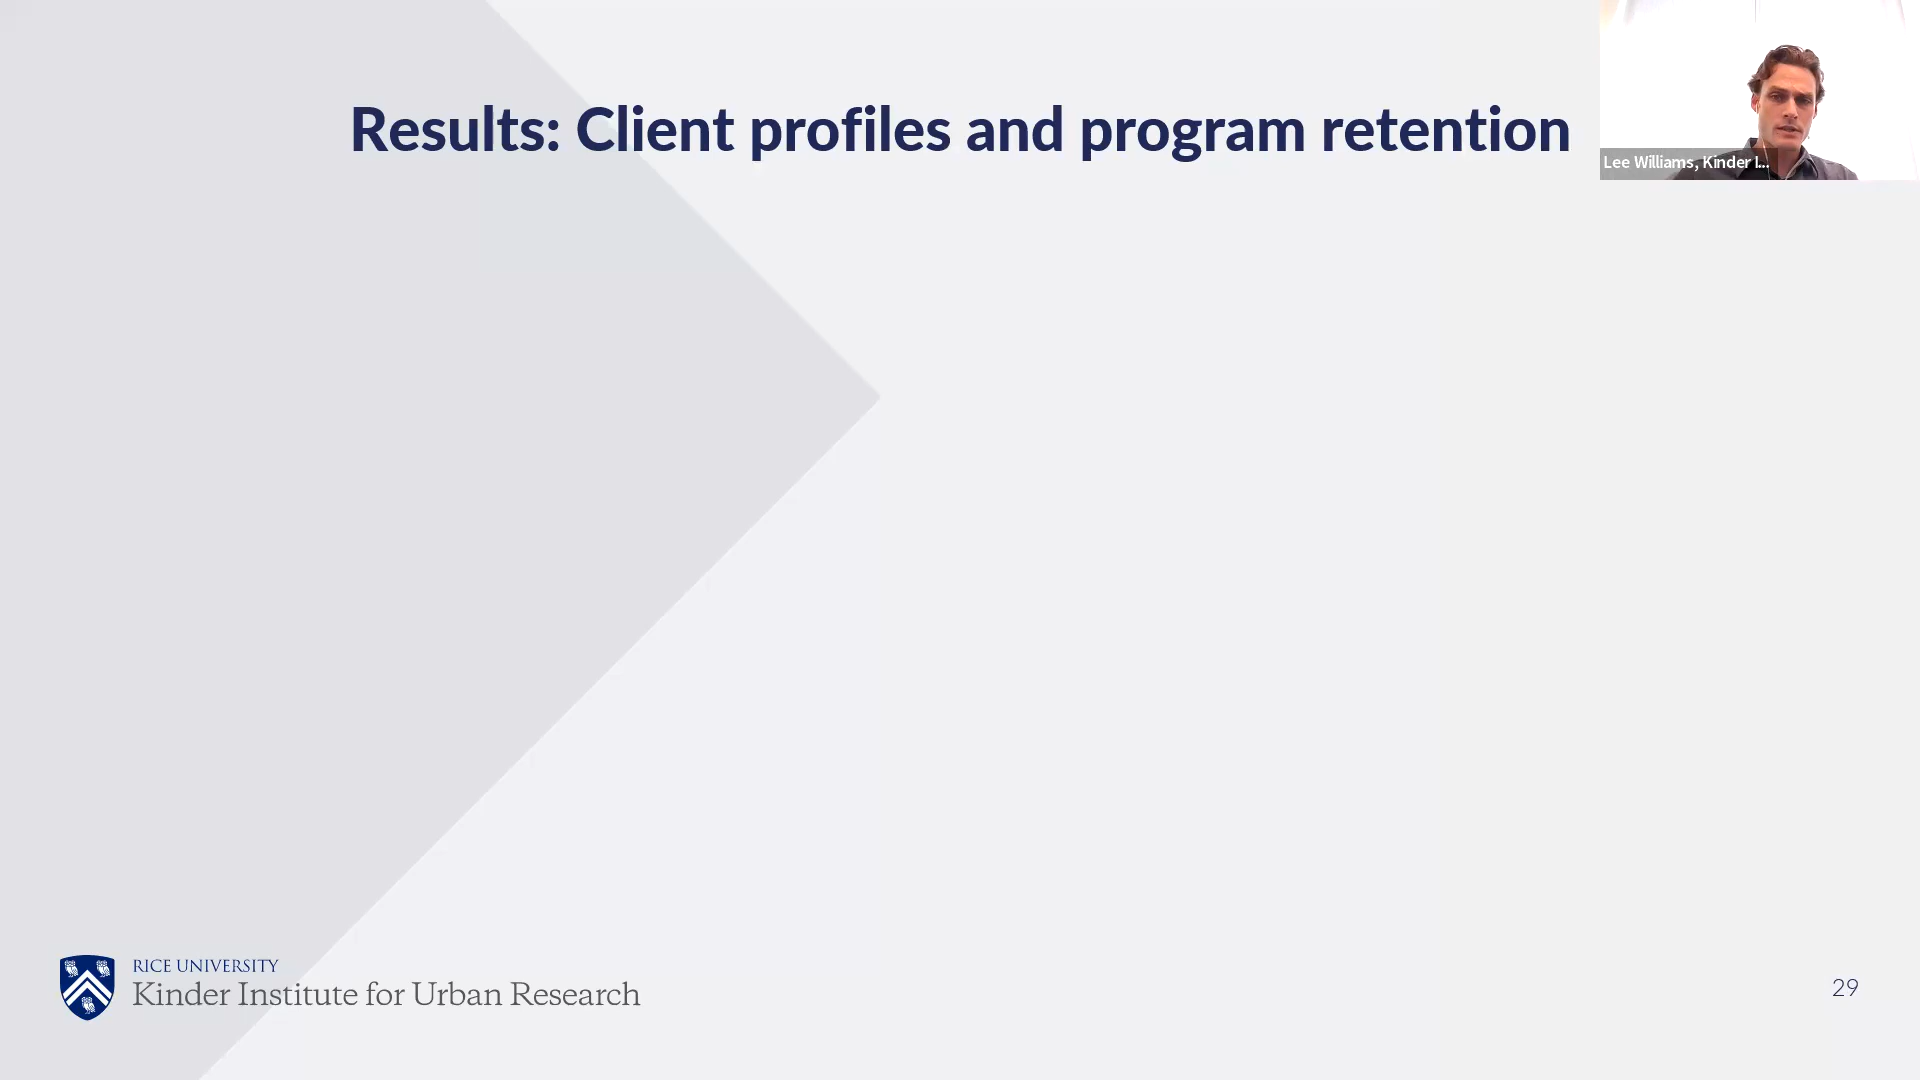 Results: Client profiles and program retention
Lee Williams, Kinder I...
RICE UNIVERSITY
Kinder Institute for Urban Research
29